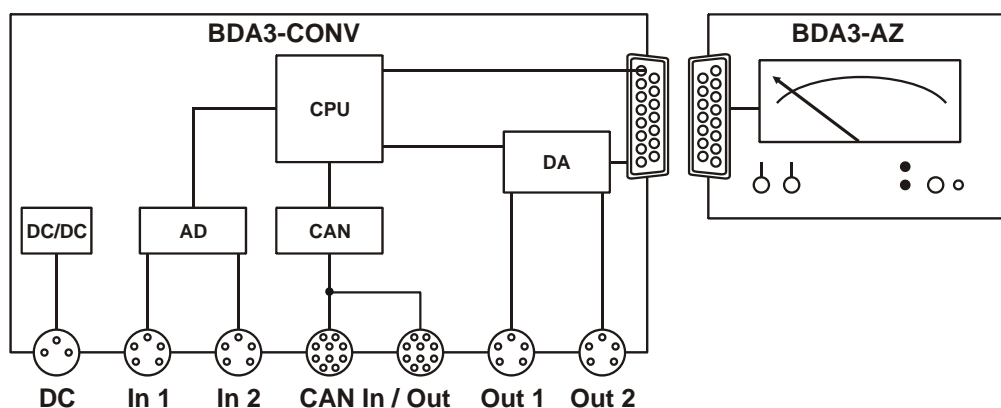 BDA3-CONV
BDA3-AZ
CPU
DA
DC/DC
AD
CAN
DC
In 1
In 2
CAN In / Out
Out 1
Out 2